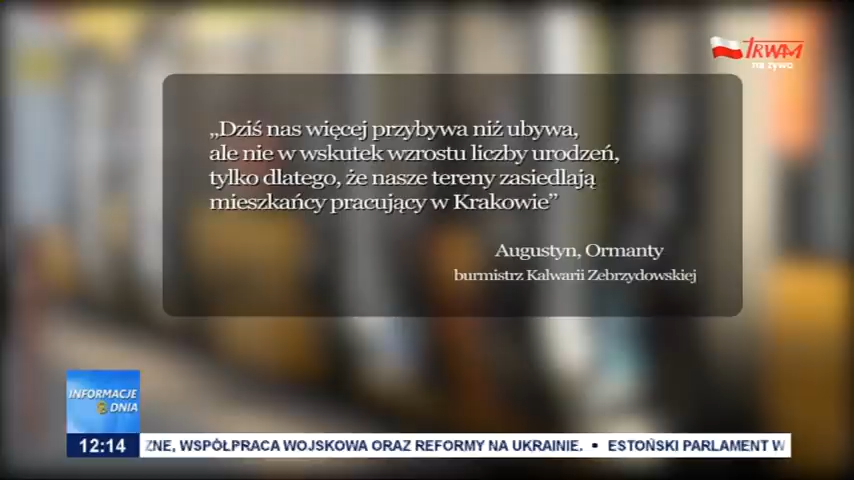 TRWAM
na żywo
„Dziś nas więcej przybywa niż ubywa,
ale nie w wskutek wzrostu liczby urodzeń,
tylko dlatego, że nasze tereny zasiedlają
mieszkańcy pracujący w Krakowie”
Augustyn, Ormanty
burmistrz Kalwarii Zebrzydowskiej
INFORMACJE
DNIA
12:14 ZNE, WSPÓŁPRACA WOJSKOWA ORAZ REFORMY NA UKRAINIE. ▪ ESTOŃSKI PARLAMENT W